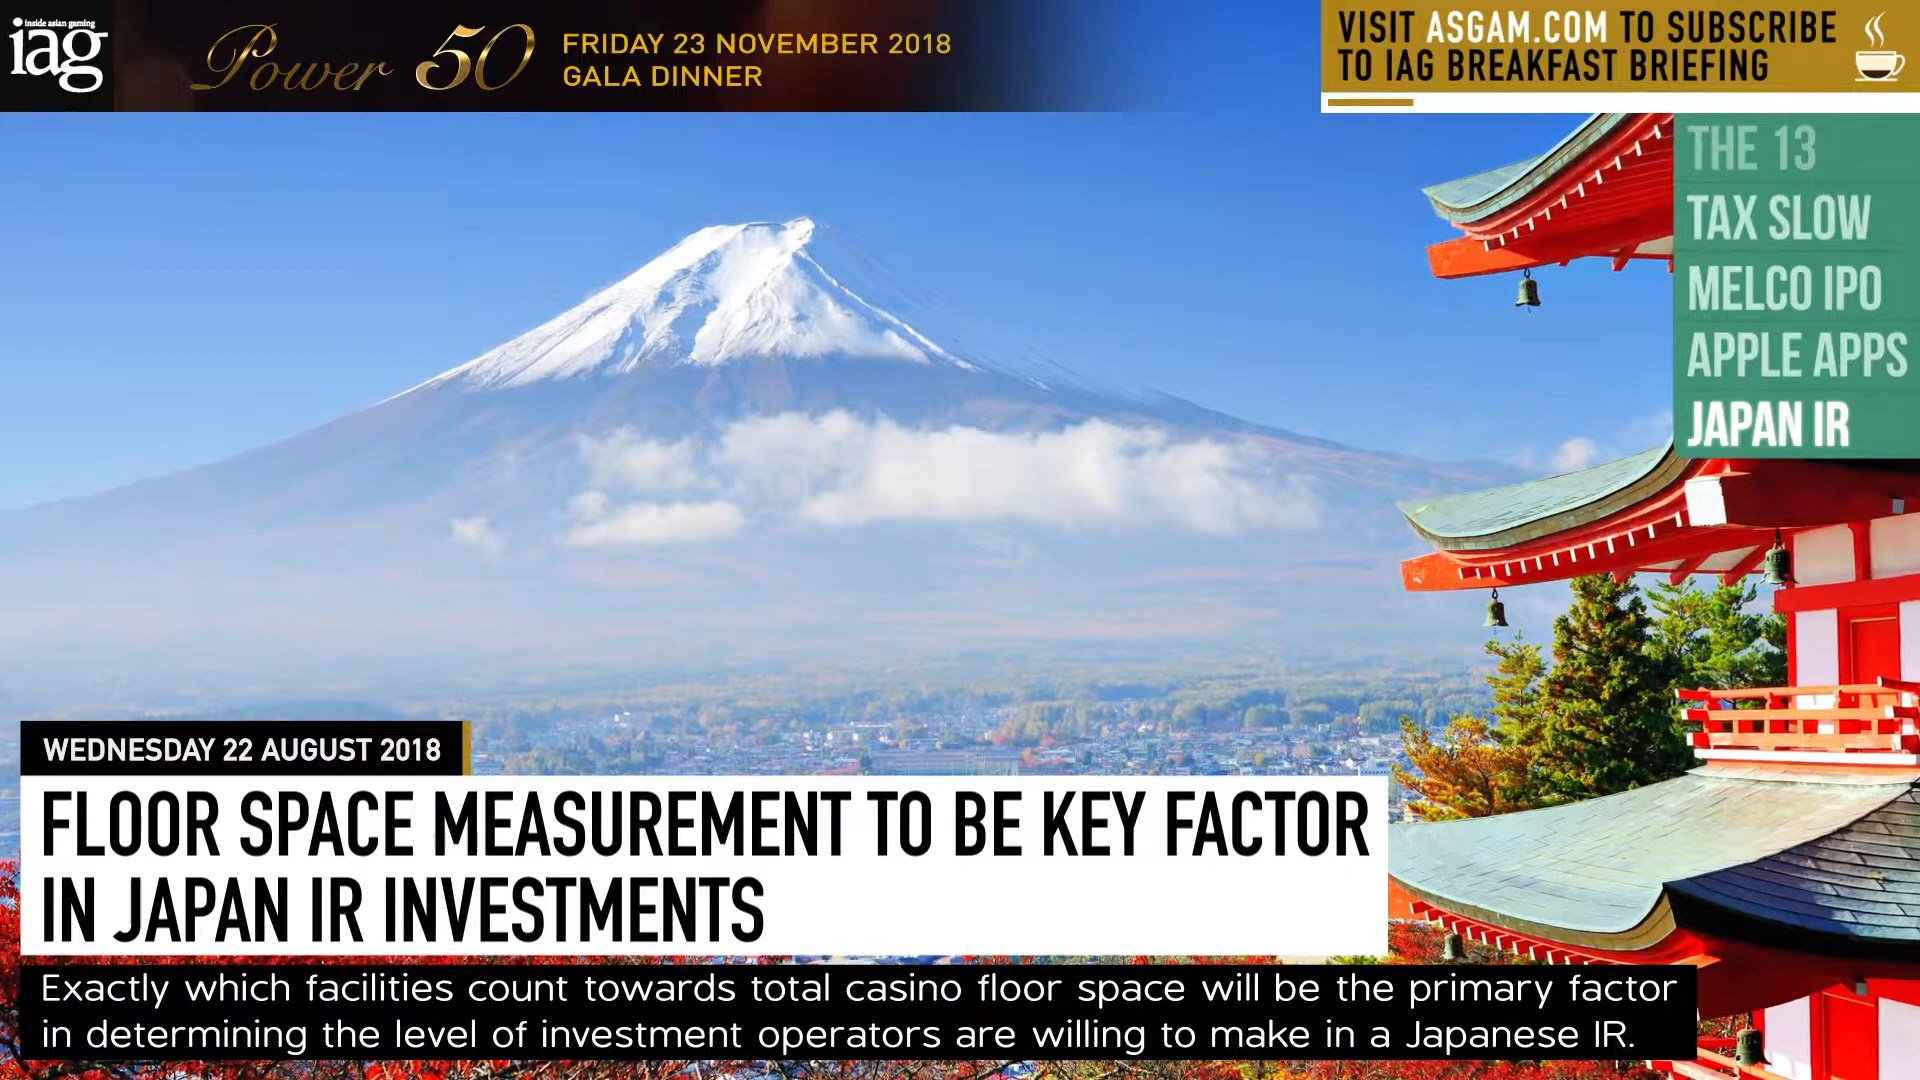 inside asian gaming
iag
Power 50
FRIDAY 23 NOVEMBER 2018
GALA DINNER
VISIT ASGAM.COM TO SUBSCRIBE
TO IAG BREAKFAST BRIEFING
THE 13
TAX SLOW
MELCO IPO
APPLE APPS
JAPAN IR
WEDNESDAY 22 AUGUST 2018
FLOOR SPACE MEASUREMENT TO BE KEY FACTOR
IN JAPAN IR INVESTMENTS
Exactly which facilities count towards total casino floor space will be the primary factor
in determining the level of investment operators are willing to make in a Japanese IR.